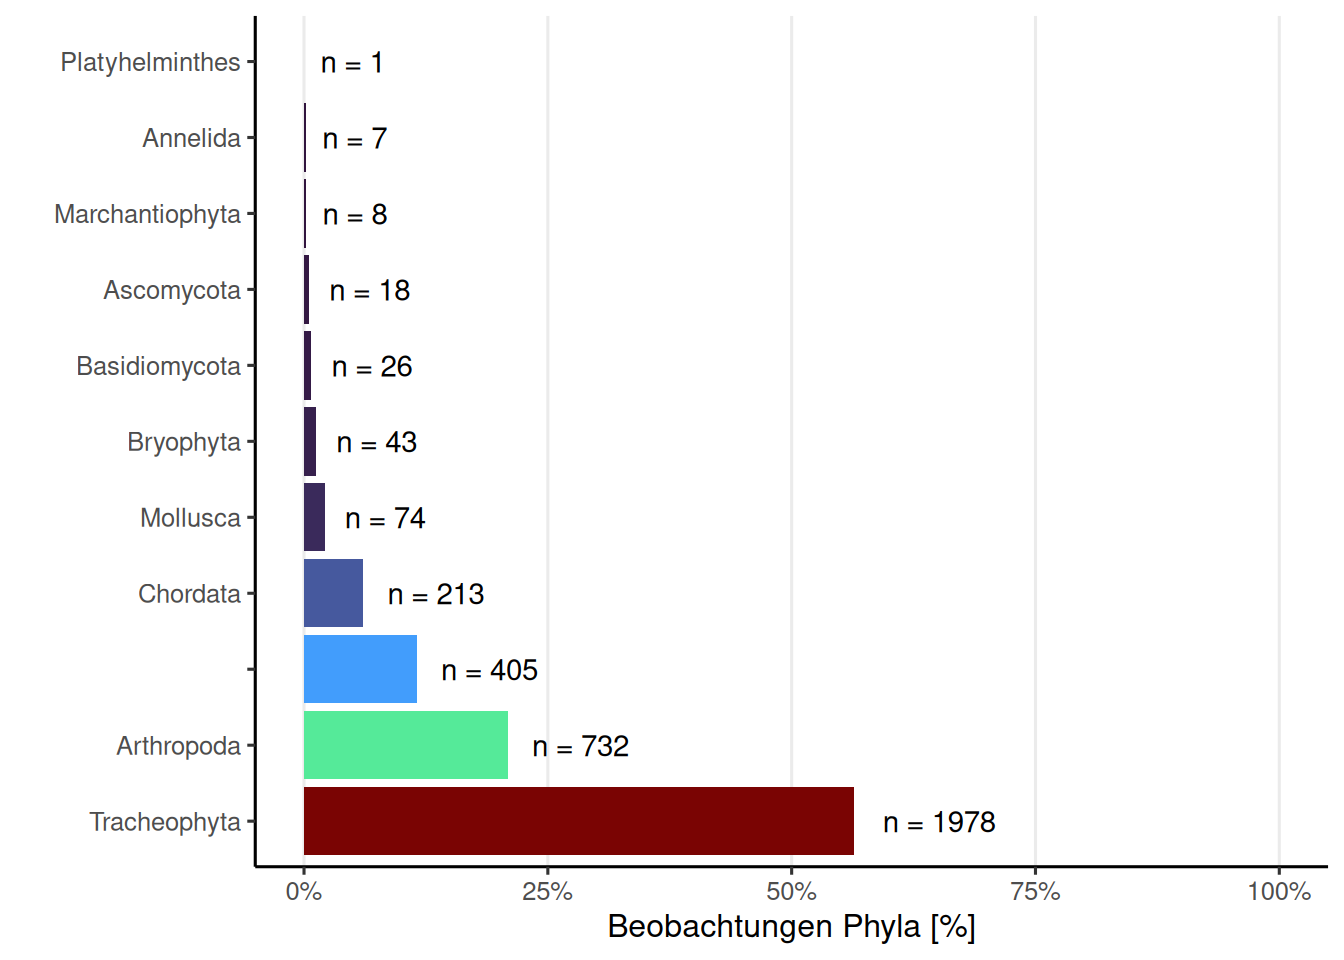 Platyhelminthes n = 1
Annelida n = 7
Marchantiophyta n = 8
Ascomycota n = 18
Basidiomycota n = 26
Bryophyta n = 43
Mollusca n = 74
Chordata n = 213
n = 405
Arthropoda n = 732
Tracheophyta n = 1978
0% 25% 50% 75% 100%
Beobachtungen Phyla [%]